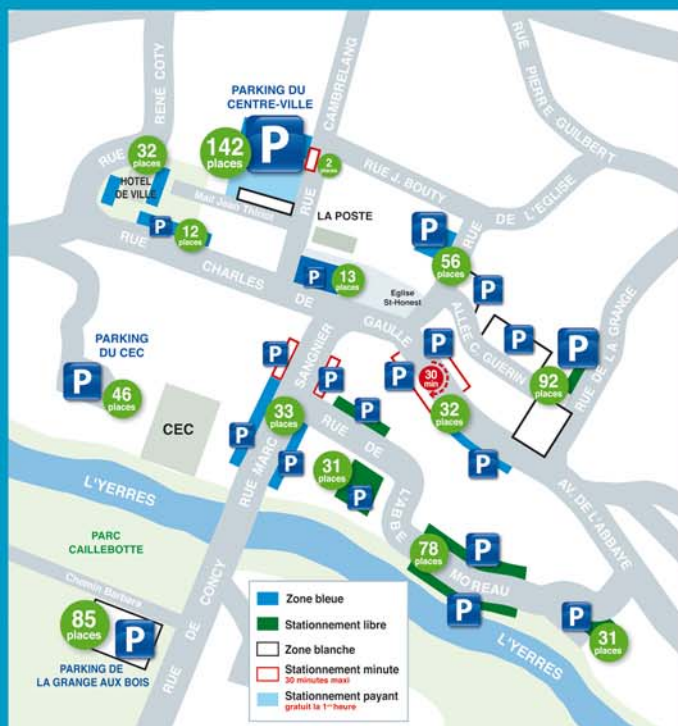 PARKING DU
CENTRE-VILLE
CAMBRELANG
RUE
RUE PIERRE GUILBERT
RUE RENÉ COTY
32
places
142
places
P
2
places
RUE J. BOUTY
HOTEL
DE VILLE
Mail Jean Thiriot
RUE DE L'EGLISE
LA POSTE
P
P
12
places
56
places
P
13
places
Eglise
St-Honest
P
RUE CHARLES DE GAULLE
ALLÉE C. GUÉRIN
RUE DE LA GRANGE
P
P
PARKING
DU CEC
P
46
places
P
P
P
P
30
min
92
places
RUE MARC SANGNIER
33
places
32
places
CEC
P
P
P
P
RUE DE L'ABBÉ MOREAU
31
places
P
AV. DE L'ABBAYE
L'YERRES
PARC
CAILLEBOTTE
78
places
P
P
Chemin Barbara
85
places
P
PARKING DE
LA GRANGE AUX BOIS
RUE DE CONCY
L'YERRES
P
31
places
Zone bleue
Stationnement libre
Zone blanche
Stationnement minute
30 minutes maxi
Stationnement payant
gratuit la 1ère heure